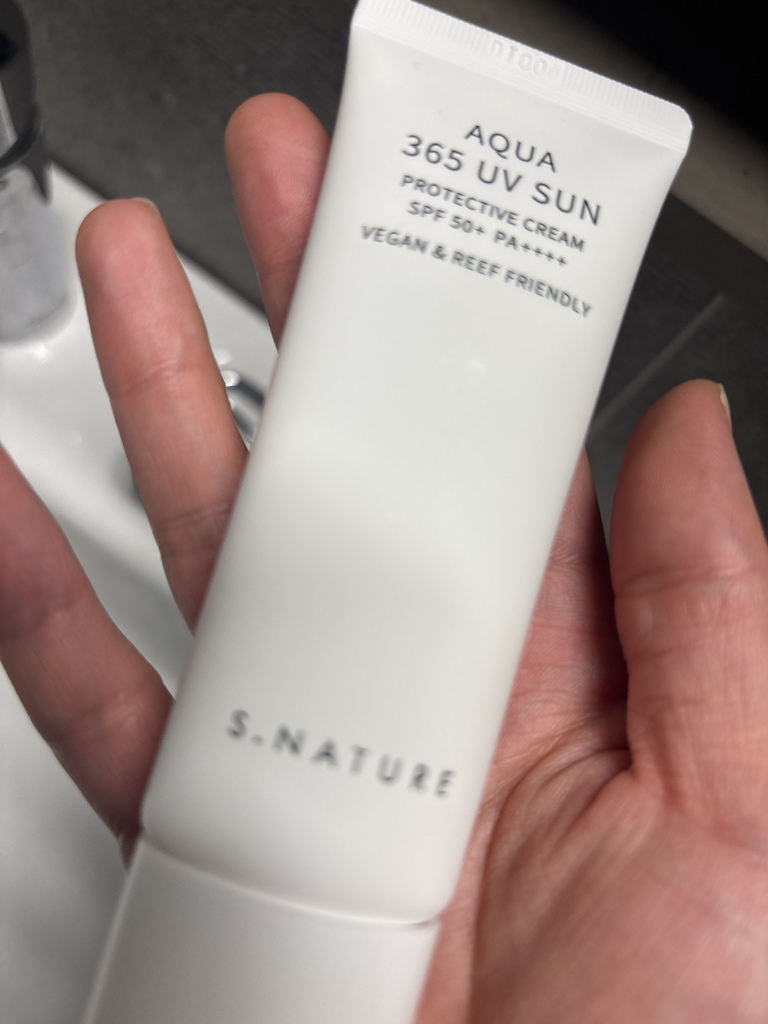 AQUA
365 UV SUN
PROTECTIVE CREAM
SPF 50+ PA++++
VEGAN & REEF FRIENDLY
S.NATURE